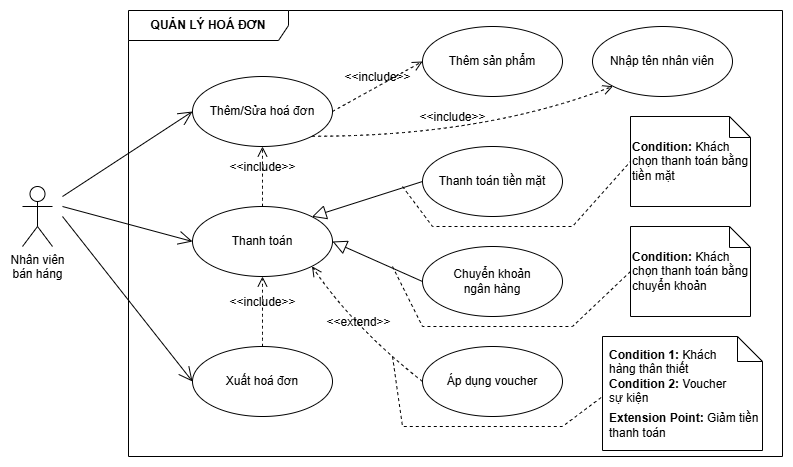 QUẢN LÝ HOÁ ĐƠN
Thêm sản phẩm
Nhập tên nhân viên
<<include>>
Thêm/Sửa hoá đơn
<<include>>
Condition: Khách
chọn thanh toán bằng
tiền mặt
<<include>>
Thanh toán tiền mặt
Nhân viên
bán háng
Thanh toán
Condition: Khách
chọn thanh toán bằng
chuyển khoản
Chuyển khoản
ngân hàng
<<include>>
<<extend>>
Condition 1: Khách
hàng thân thiết
Condition 2: Voucher
sự kiện
Extension Point: Giảm tiền
thanh toán
Xuất hoá đơn
Áp dụng voucher